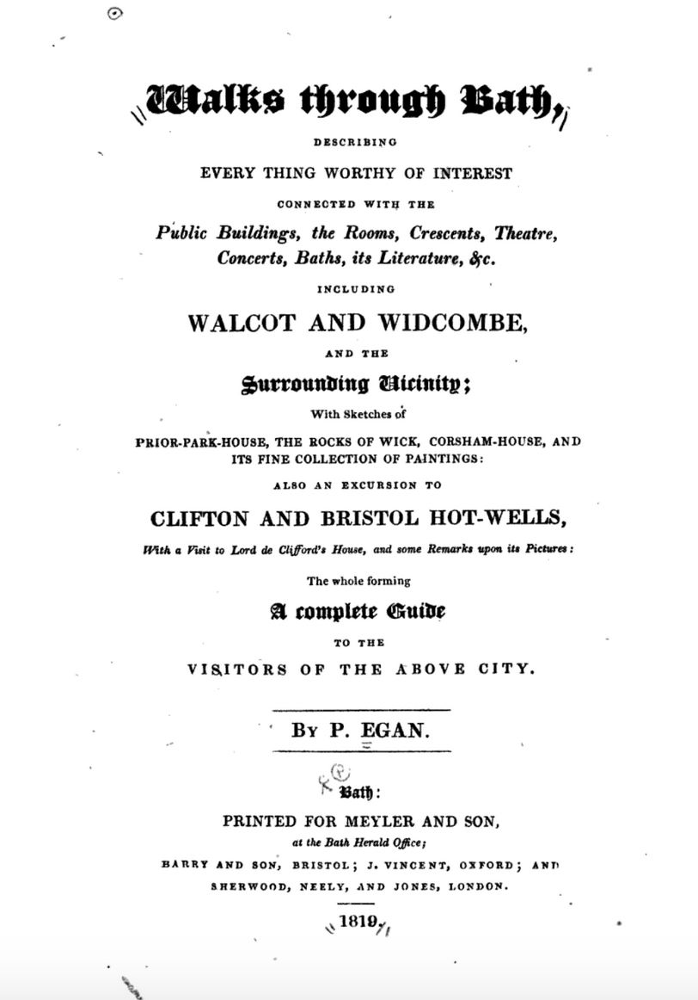 Walks through Bath,
DESCRIBING
EVERY THING WORTHY OF INTEREST
CONNECTED WITH THE
Public Buildings, the Rooms, Crescents, Theatre,
Concerts, Baths, its Literature, &c.
INCLUDING
WALCOT AND WIDCOMBE,
AND THE
Surrounding Vicinity;
With Sketches of
PRIOR-PARK-HOUSE, THE ROCKS OF WICK, CORSHAM-HOUSE, AND
ITS FINE COLLECTION OF PAINTINGS:
ALSO AN EXCURSION TO
CLIFTON AND BRISTOL HOT-WELLS,
With a Visit to Lord de Clifford's House, and some Remarks upon its Pictures:
The whole forming
A complete Guide
TO THE
VISITORS OF THE ABOVE CITY.
BY P. EGAN.
Bath:
PRINTED FOR MEYLER AND SON,
at the Bath Herald Office;
BARRY AND SON, BRISTOL; J. VINCENT, OXFORD; AND
SHERWOOD, NEELY, AND JONES, LONDON.
1819.